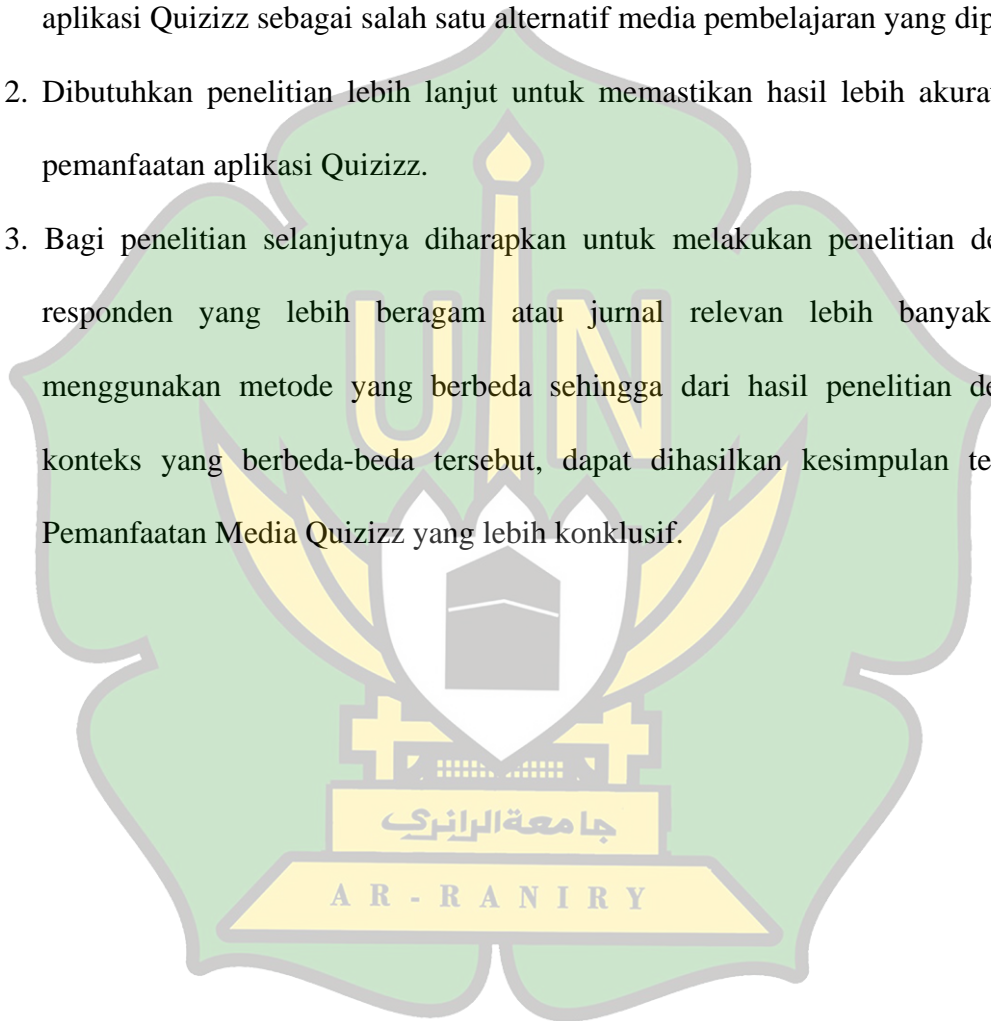 aplikasi Quizizz sebagai salah satu alternatif media pembelajaran yang dip
2. Dibutuhkan penelitian lebih lanjut untuk memastikan hasil lebih akurat
pemanfaatan aplikasi Quizizz.
3. Bagi penelitian selanjutnya diharapkan untuk melakukan penelitian de
responden yang lebih beragam atau jurnal relevan lebih banyak
menggunakan metode yang berbeda sehingga dari hasil penelitian de
konteks yang berbeda-beda tersebut, dapat dihasilkan kesimpulan te
Pemanfaatan Media Quizizz yang lebih konklusif.
UIN
جامعة الرانري
AR-RANIRY